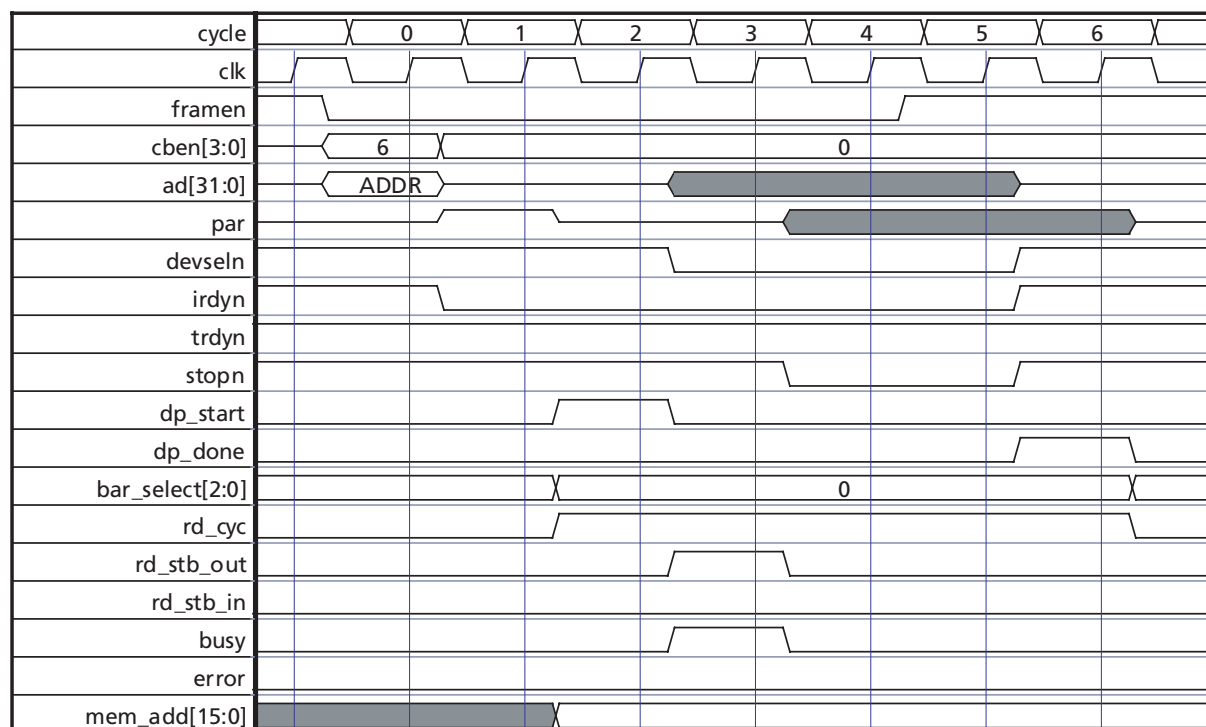 cycle 0 1 2 3 4 5 6
clk
framen
cben[3:0] 6 0
ad[31:0] ADDR
par
devseln
irdyn
trdyn
stopn
dp_start
dp_done
bar_select[2:0] 0
rd_cyc
rd_stb_out
rd_stb_in
busy
error
mem_add[15:0]